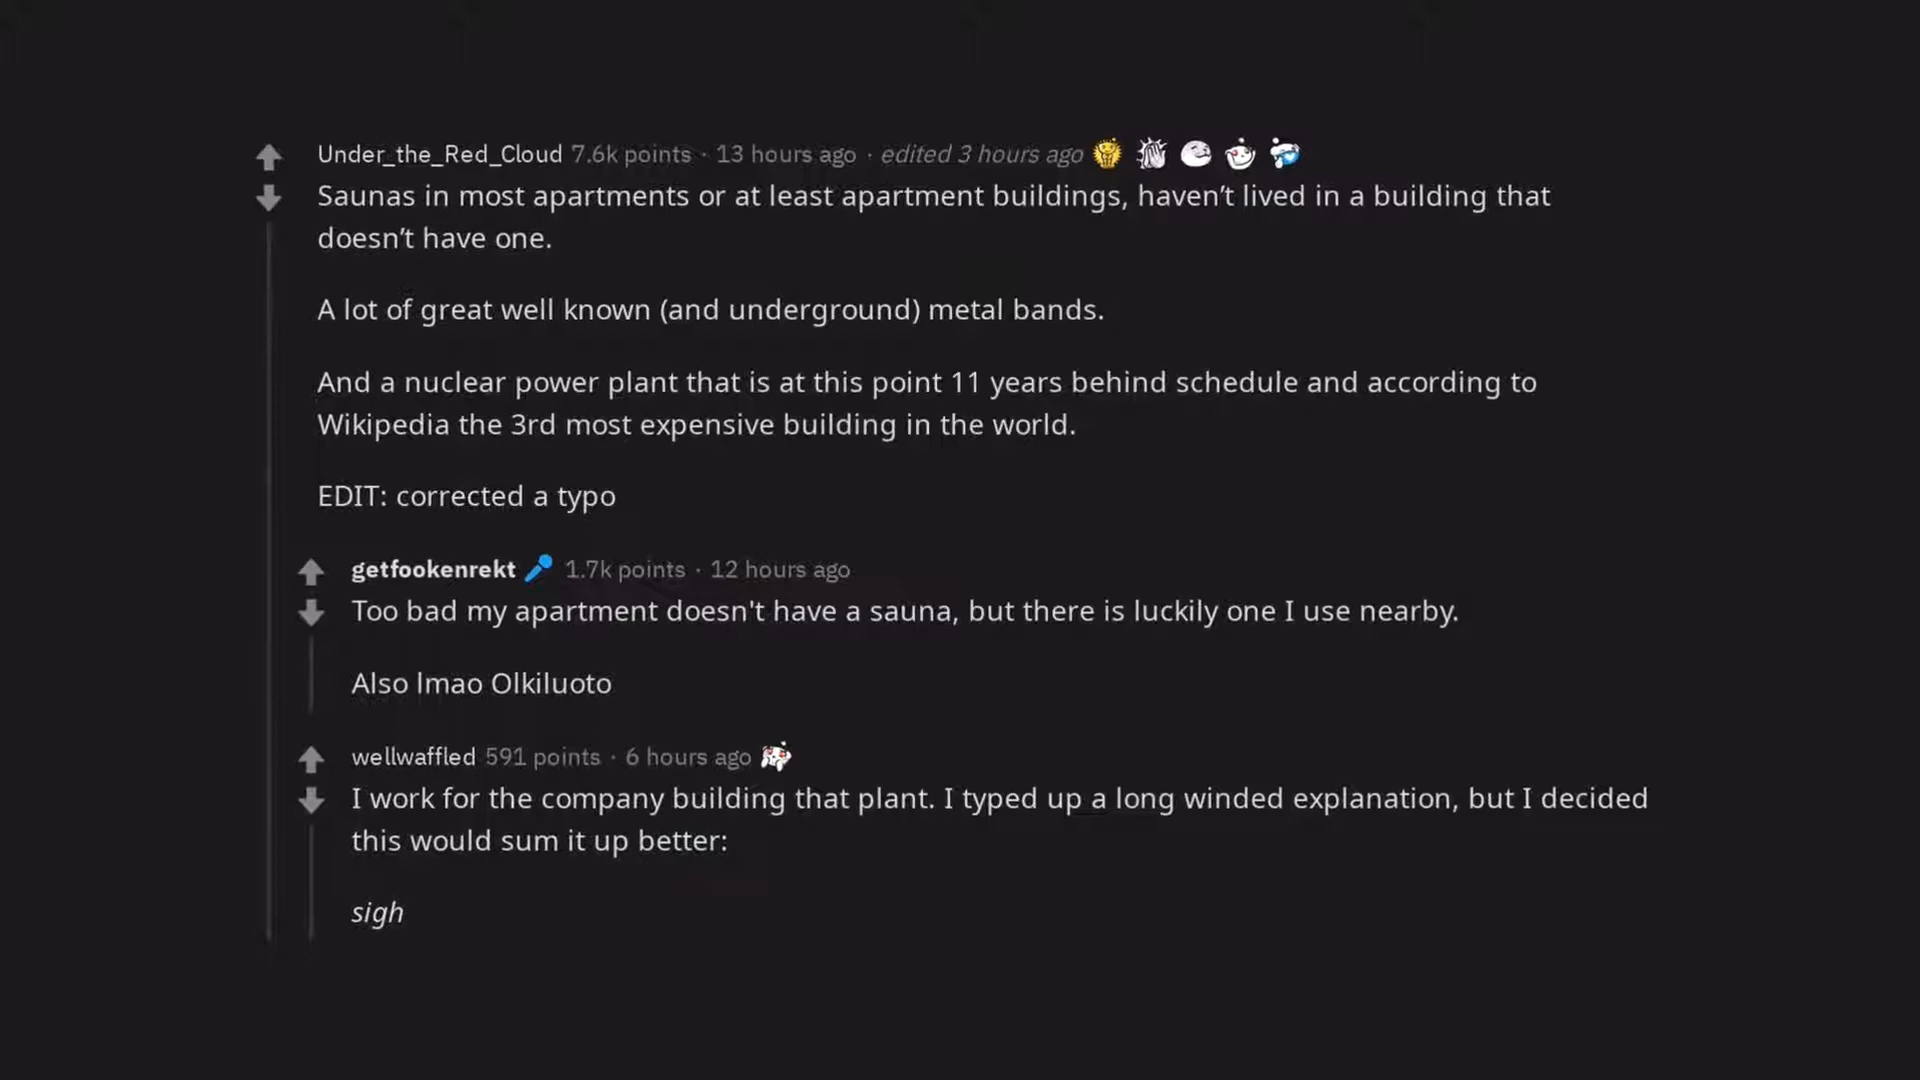 Under_the_Red_Cloud 7.6k points · 13 hours ago · edited 3 hours ago
Saunas in most apartments or at least apartment buildings, haven’t lived in a building that
doesn’t have one.
A lot of great well known (and underground) metal bands.
And a nuclear power plant that is at this point 11 years behind schedule and according to
Wikipedia the 3rd most expensive building in the world.
EDIT: corrected a typo
getfookenrekt 1.7k points · 12 hours ago
Too bad my apartment doesn't have a sauna, but there is luckily one I use nearby.
Also lmao Olkiluoto
wellwaffled 591 points · 6 hours ago
I work for the company building that plant. I typed up a long winded explanation, but I decided
this would sum it up better:
sigh